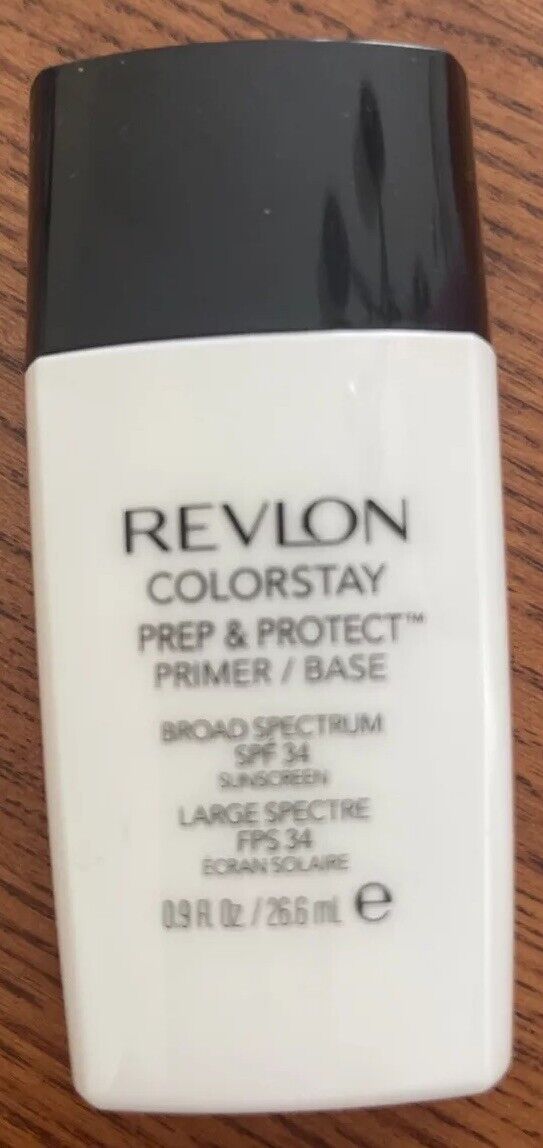 REVLON
COLORSTAY
PREP & PROTECT™
PRIMER / BASE
BROAD SPECTRUM
SPF 34
SUNSCREEN
LARGE SPECTRE
FPS 34
ÉCRAN SOLAIRE
0.9 Fl Oz / 26.6 mL ℮